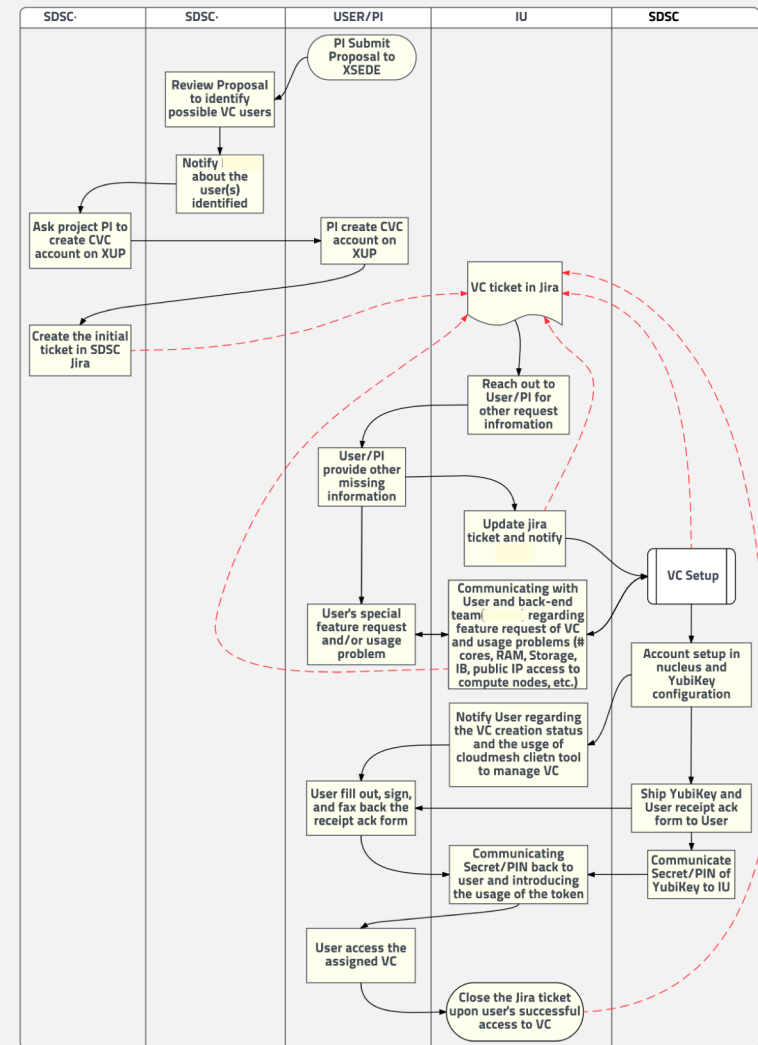 SDSC·
SDSC·
USER/PI
IU
SDSC
PI Submit
Proposal to
XSEDE
Review Proposal
to identify
possible VC users
Notify
about the
user(s)
identified
Ask project PI to
create CVC
account on XUP
PI create CVC
account on
XUP
VC ticket in Jira
Create the initial
ticket in SDSC
Jira
Reach out to
User/PI for
other request
infromation
User/PI
provide other
missing
information
Update jira
ticket and notify
VC Setup
User's special
feature request
and/or usage
problem
Communicating with
User and back-end
team( regarding
feature request of VC
and usage problems (#
cores, RAM, Storage,
IB, public IP access to
compute nodes, etc.)
Account setup in
nucleus and
YubiKey
configuration
Notify User regarding
the VC creation status
and the usge of
cloudmesh clietn tool
to manage VC
User fill out, sign,
and fax back the
receipt ack form
Ship YubiKey and
User receipt ack
form to User
Communicating
Secret/PIN back to
user and introducing
the usage of the token
Communicate
Secret/PIN of
YubiKey to IU
User access the
assigned VC
Close the Jira ticket
upon user's successful
access to VC